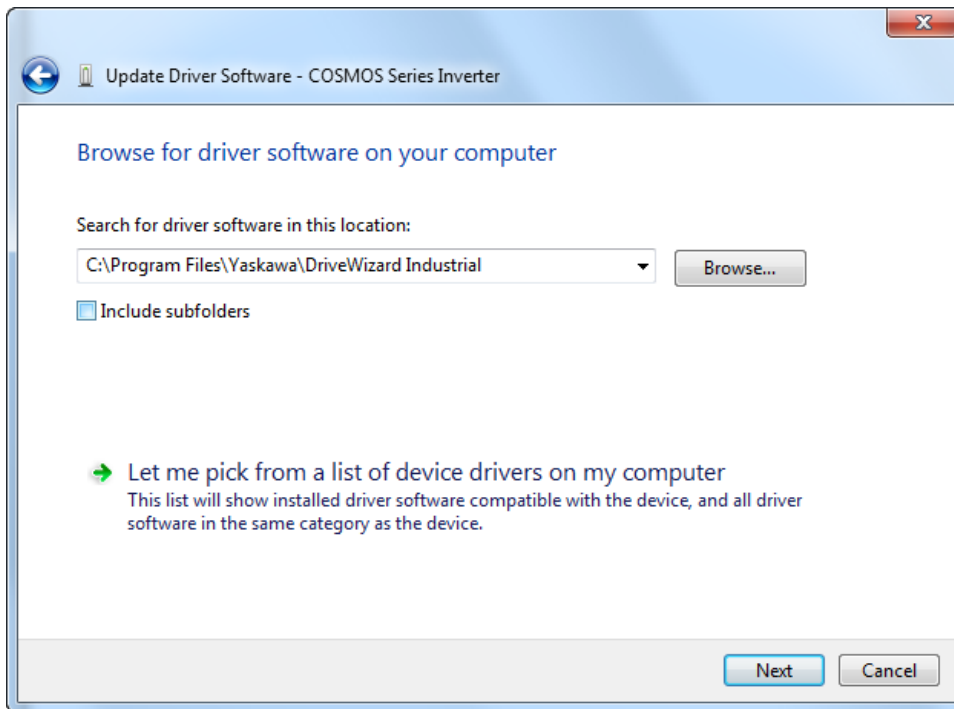 Update Driver Software - COSMOS Series Inverter
Browse for driver software on your computer
Search for driver software in this location:
C:\Program Files\Yaskawa\DriveWizard Industrial
Browse...
Include subfolders
Let me pick from a list of device drivers on my computer
This list will show installed driver software compatible with the device, and all driver
software in the same category as the device.
Next
Cancel